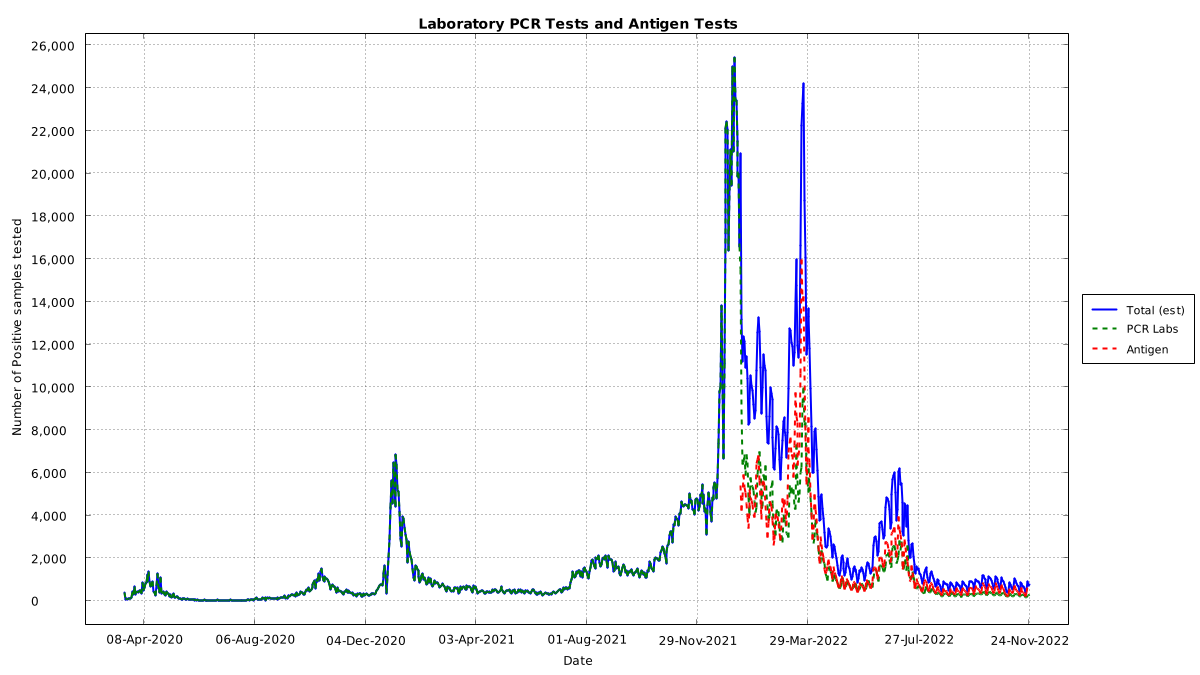 Laboratory PCR Tests and Antigen Tests
Number of Positive samples tested
26,000
24,000
22,000
20,000
18,000
16,000
14,000
12,000
10,000
8,000
6,000
4,000
2,000
0
08-Apr-2020 06-Aug-2020 04-Dec-2020 03-Apr-2021 01-Aug-2021 29-Nov-2021 29-Mar-2022 27-Jul-2022 24-Nov-2022
Date
Total (est)
PCR Labs
Antigen